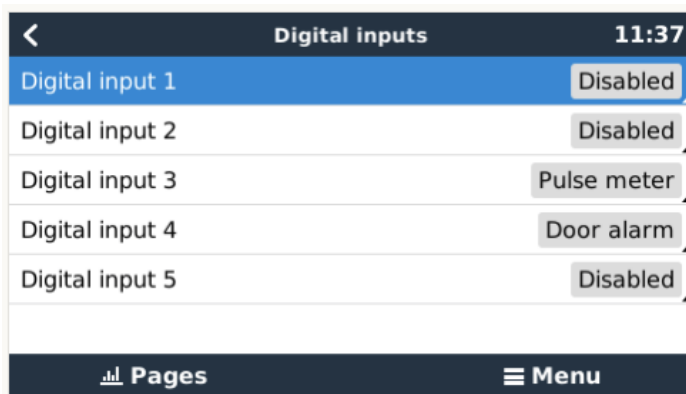 Digital inputs 11:37
Digital input 1 Disabled
Digital input 2 Disabled
Digital input 3 Pulse meter
Digital input 4 Door alarm
Digital input 5 Disabled
Pages Menu